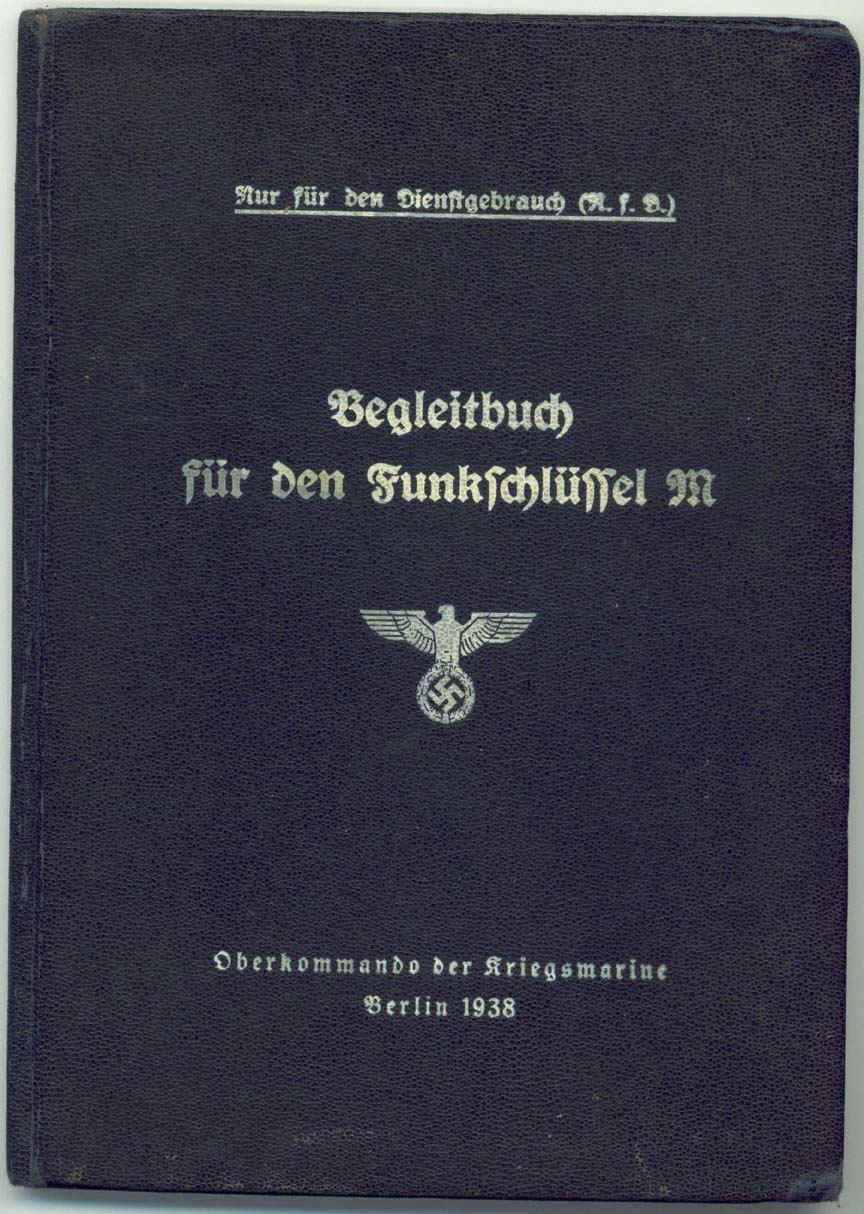 Nur für den Dienstgebrauch (N. f. D.)
Begleitbuch
für den Funkschlüssel M
Oberkommando der Kriegsmarine
Berlin 1938